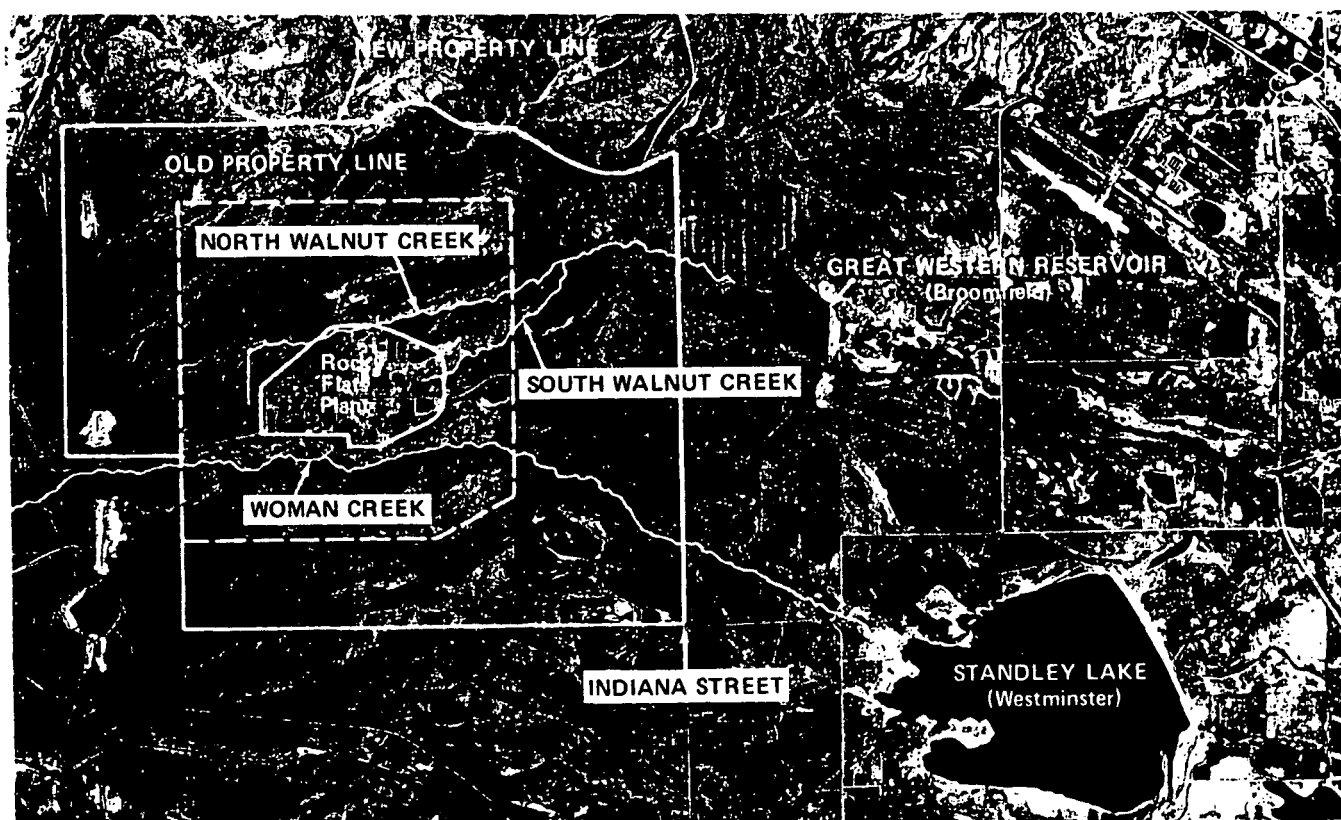 NEW PROPERTY LINE
OLD PROPERTY LINE
NORTH WALNUT CREEK
GREAT WESTERN RESERVOIR
(Broomfield)
Rocky
Flats
Plant
SOUTH WALNUT CREEK
WOMAN CREEK
STANDLEY LAKE
(Westminster)
INDIANA STREET